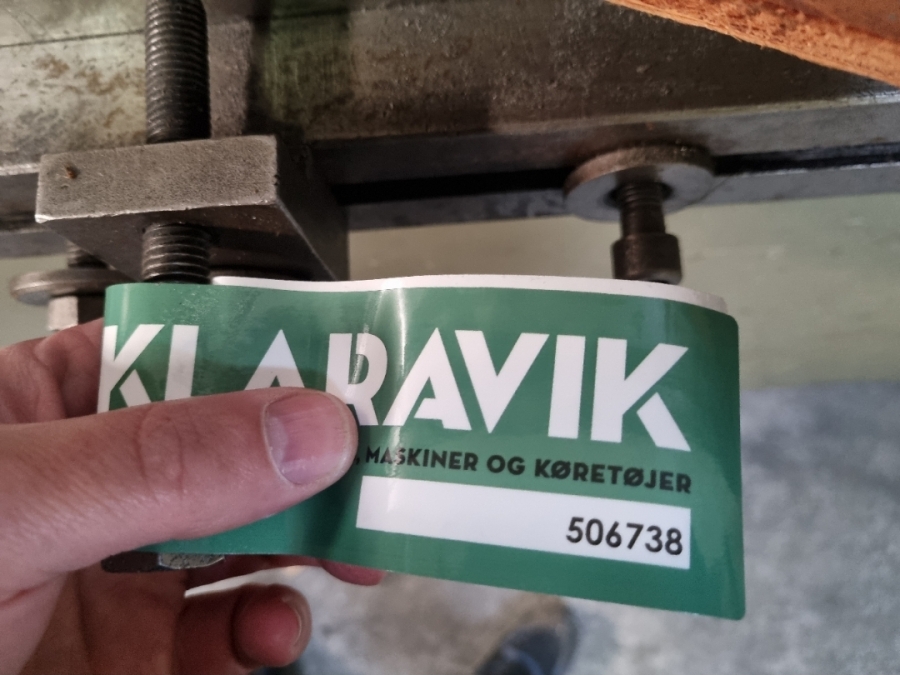 KLARAVIK
MASKINER OG KØRETØJER
506738